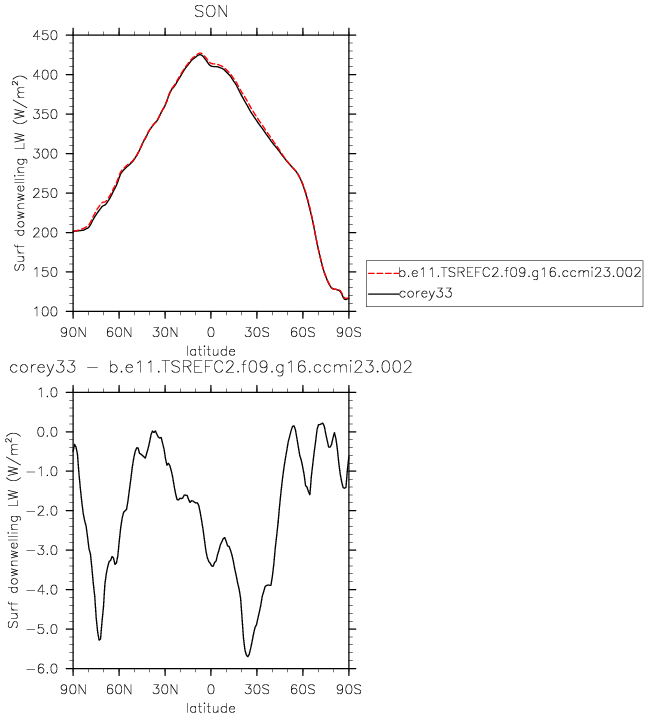 SON
Surf downwelling LW (W/m²)
450
400
350
300
250
200
150
100
90N 60N 30N 0 30S 60S 90S
latitude
b.e11.TSREFC2.f09.g16.ccmi23.002
corey33
corey33 − b.e11.TSREFC2.f09.g16.ccmi23.002
Surf downwelling LW (W/m²)
1.0
0.0
−1.0
−2.0
−3.0
−4.0
−5.0
−6.0
90N 60N 30N 0 30S 60S 90S
latitude